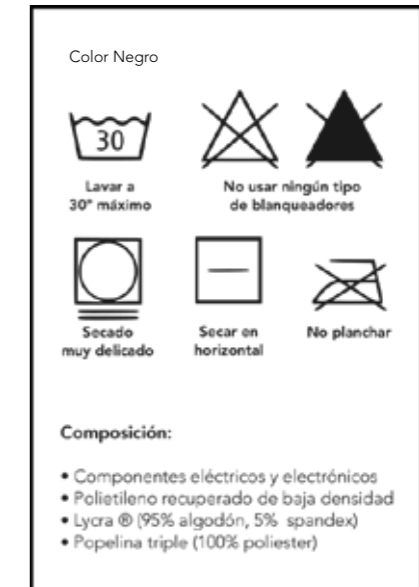 Color Negro
30
Lavar a
30° máximo
No usar ningún tipo
de blanqueadores
Secado
muy delicado
Secar en
horizontal
No planchar
Composición:
• Componentes eléctricos y electrónicos
• Polietileno recuperado de baja densidad
• Lycra ® (95% algodón, 5% spandex)
• Popelina triple (100% poliester)